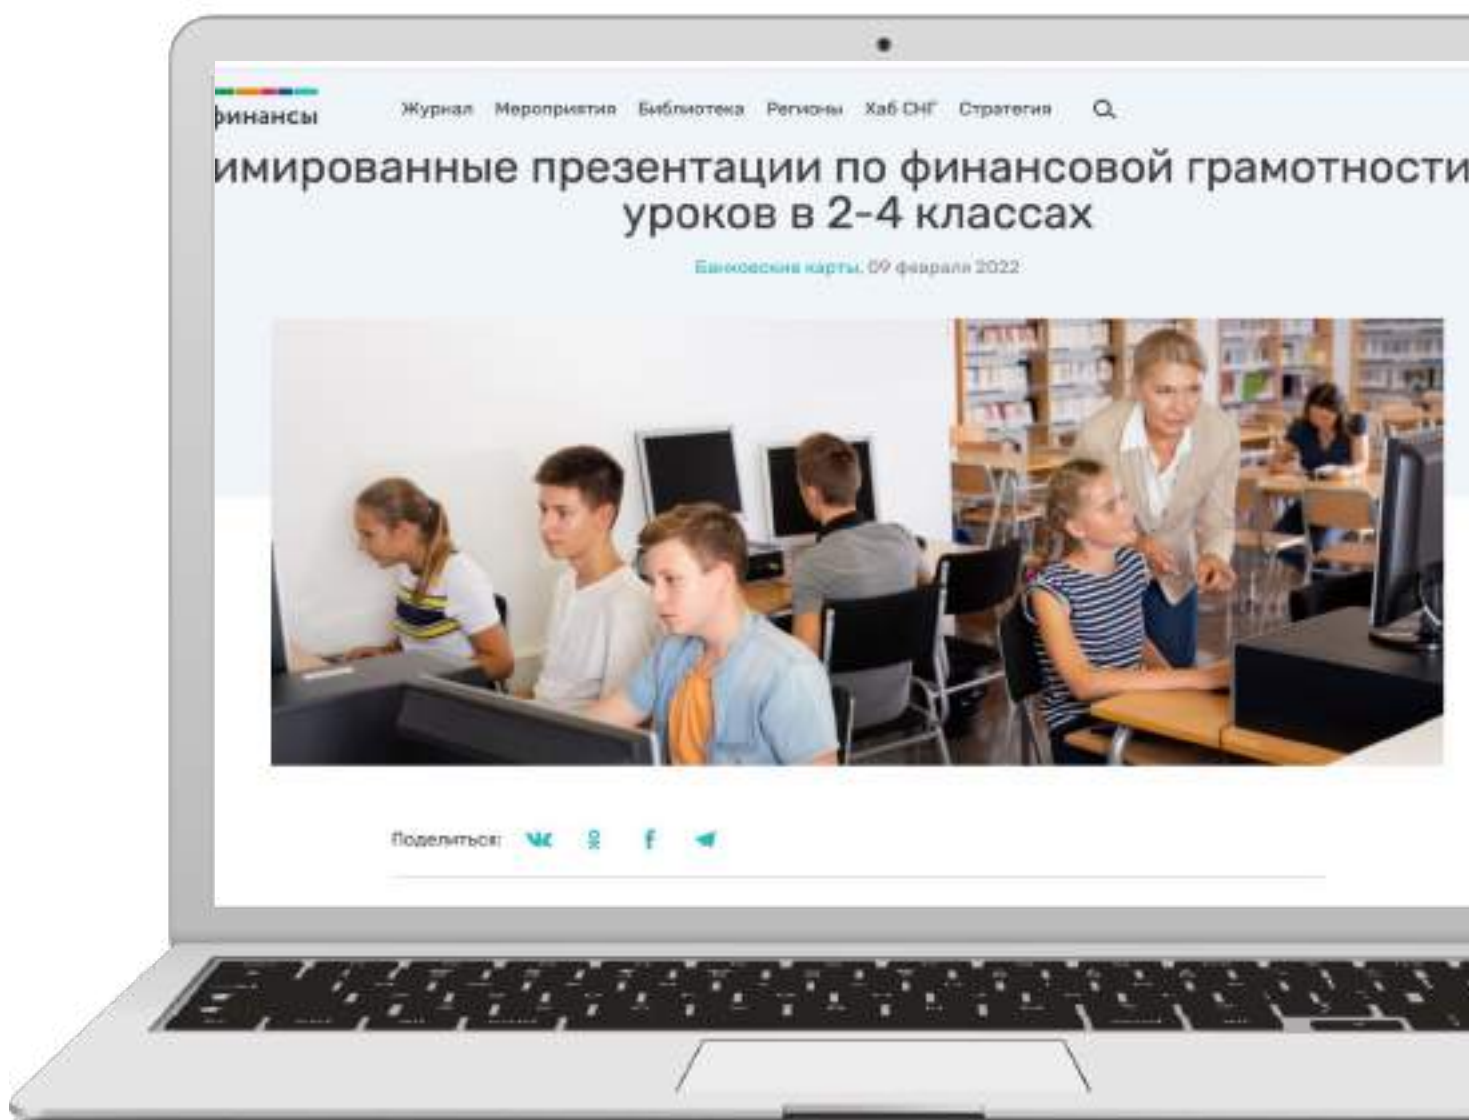 финансы
Журнал Мероприятия Библиотека Регионы Хаб СНГ Стратегия
имированные презентации по финансовой грамотности
уроков в 2-4 классах
Банковские карты, 09 февраля 2022
Поделиться: